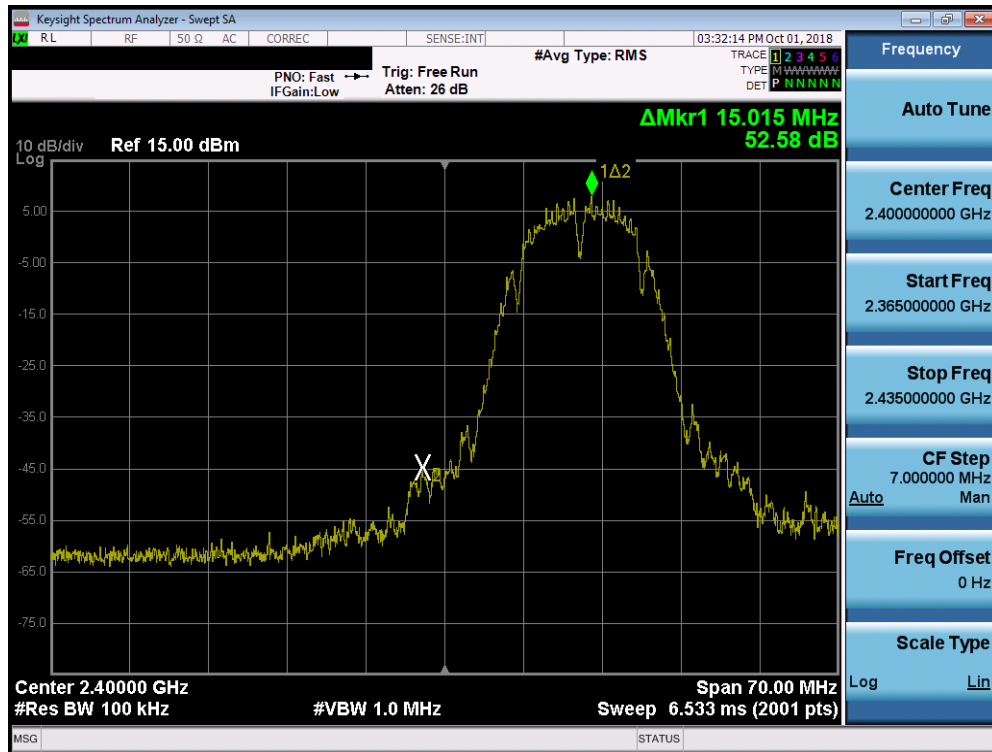 Keysight Spectrum Analyzer - Swept SA
LXI RL RF 50 Ω AC CORREC SENSE:INT 03:32:14 PM Oct 01, 2018
#Avg Type: RMS
TRACE 1 2 3 4 5 6
TYPE M W W W W W
DET P N N N N N
PNO: Fast Trig: Free Run
IFGain:Low Atten: 26 dB
ΔMkr1 15.015 MHz
52.58 dB
10 dB/div Ref 15.00 dBm
Log
1Δ2
5.00
-5.00
-15.0
-25.0
-35.0
-45.0
X2
-55.0
-65.0
-75.0
Center 2.40000 GHz Span 70.00 MHz
#Res BW 100 kHz #VBW 1.0 MHz Sweep 6.533 ms (2001 pts)
MSG STATUS
Frequency
Auto Tune
Center Freq
2.400000000 GHz
Start Freq
2.365000000 GHz
Stop Freq
2.435000000 GHz
CF Step
7.000000 MHz
Auto Man
Freq Offset
0 Hz
Scale Type
Log Lin